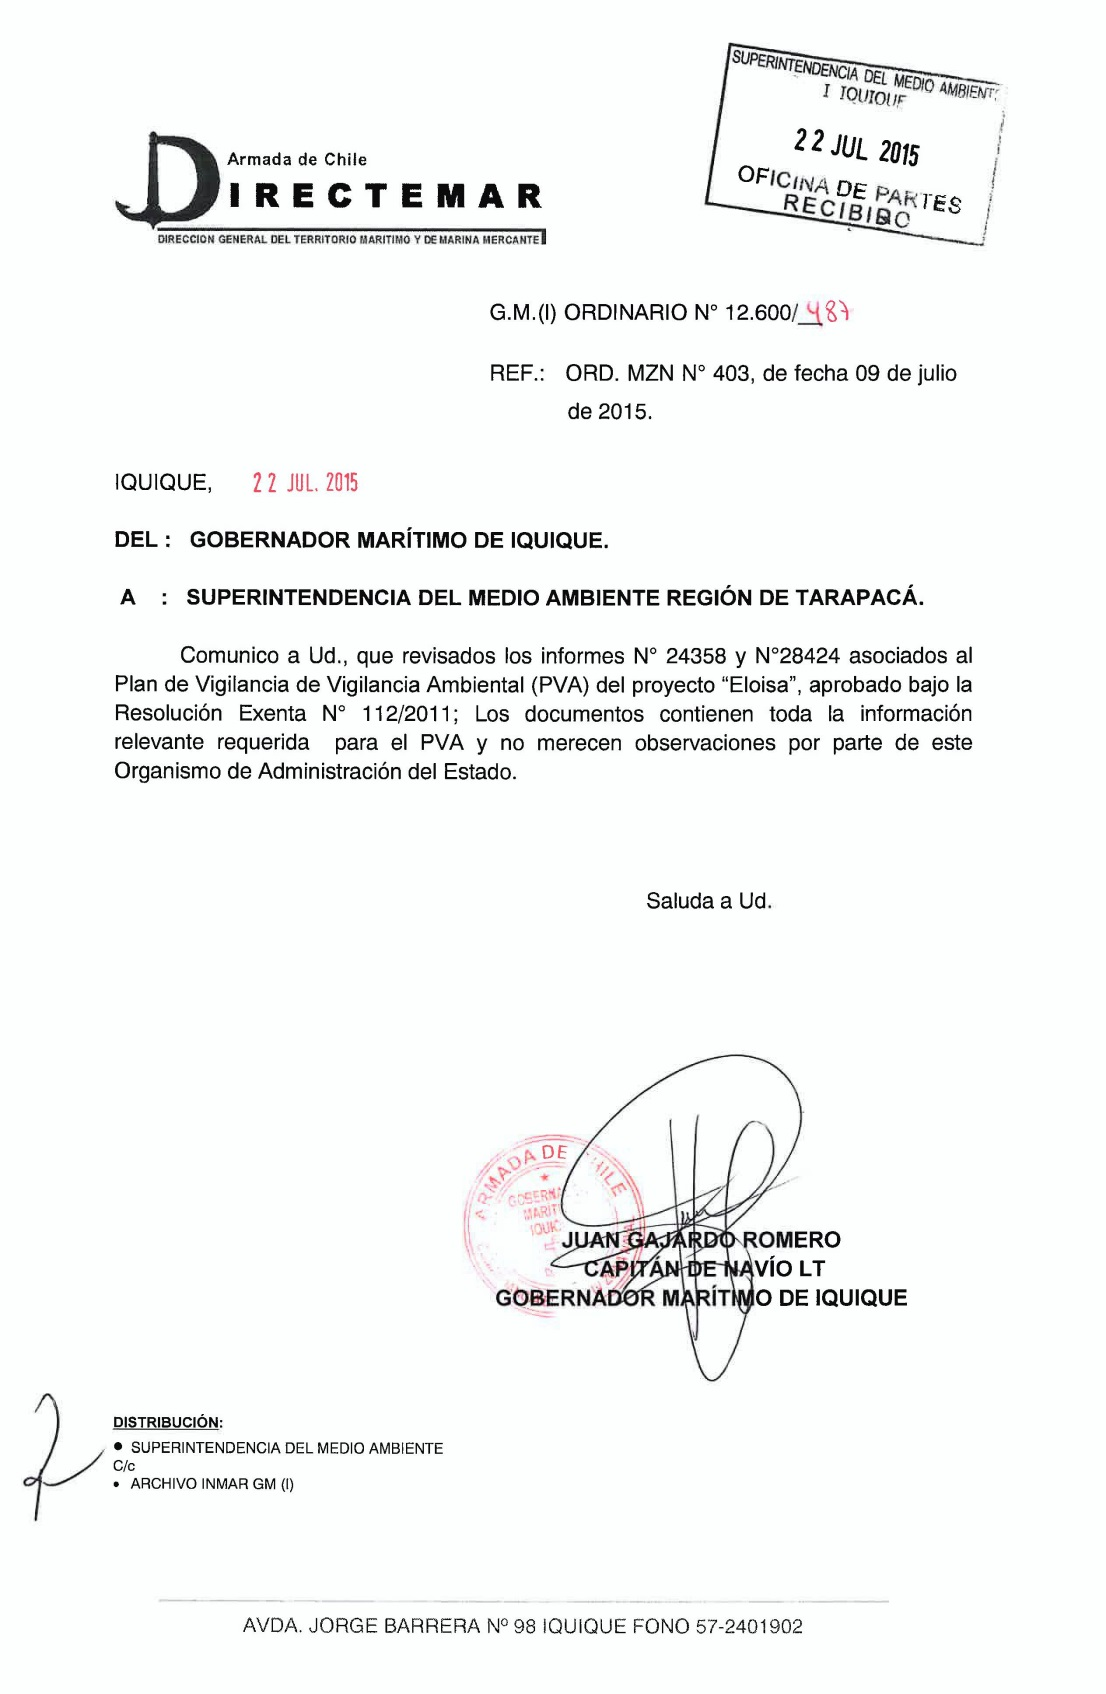 SUPERINTENDENCIA DEL MEDIO AMBIENTE
I IQUIQUE
22 JUL 2015
OFICINA DE PARTES
RECIBIDO
Armada de Chile
DIRECTEMAR
DIRECCION GENERAL DEL TERRITORIO MARITIMO Y DE MARINA MERCANTE
G.M.(I) ORDINARIO N° 12.600/ 487
REF.: ORD. MZN N° 403, de fecha 09 de julio
de 2015.
IQUIQUE, 22 JUL. 2015
DEL : GOBERNADOR MARÍTIMO DE IQUIQUE.
A : SUPERINTENDENCIA DEL MEDIO AMBIENTE REGIÓN DE TARAPACÁ.
Comunico a Ud., que revisados los informes N° 24358 y N°28424 asociados al
Plan de Vigilancia de Vigilancia Ambiental (PVA) del proyecto “Eloisa”, aprobado bajo la
Resolución Exenta N° 112/2011; Los documentos contienen toda la información
relevante requerida para el PVA y no merecen observaciones por parte de este
Organismo de Administración del Estado.
Saluda a Ud.
ARMADA DE CHILE
JUAN GAJARDO ROMERO
CAPITÁN DE NAVÍO LT
GOBERNADOR MARÍTIMO DE IQUIQUE
DISTRIBUCIÓN:
• SUPERINTENDENCIA DEL MEDIO AMBIENTE
C/c
• ARCHIVO INMAR GM (I)
AVDA. JORGE BARRERA Nº 98 IQUIQUE FONO 57-2401902